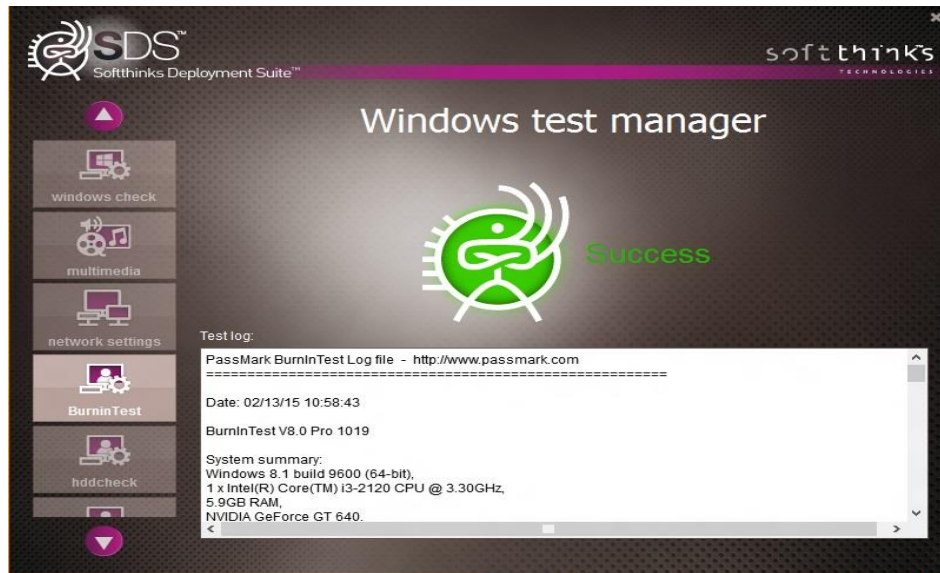 SDS™
Softthinks Deployment Suite™
softthinks
TECHNOLOGIES
Windows test manager
windows check
multimedia
network settings
BurninTest
hddcheck
Success
Test log:
PassMark BurnInTest Log file - http://www.passmark.com
========================================================
Date: 02/13/15 10:58:43
BurnInTest V8.0 Pro 1019
System summary:
Windows 8.1 build 9600 (64-bit),
1 x Intel(R) Core(TM) i3-2120 CPU @ 3.30GHz,
5.9GB RAM,
NVIDIA GeForce GT 640,